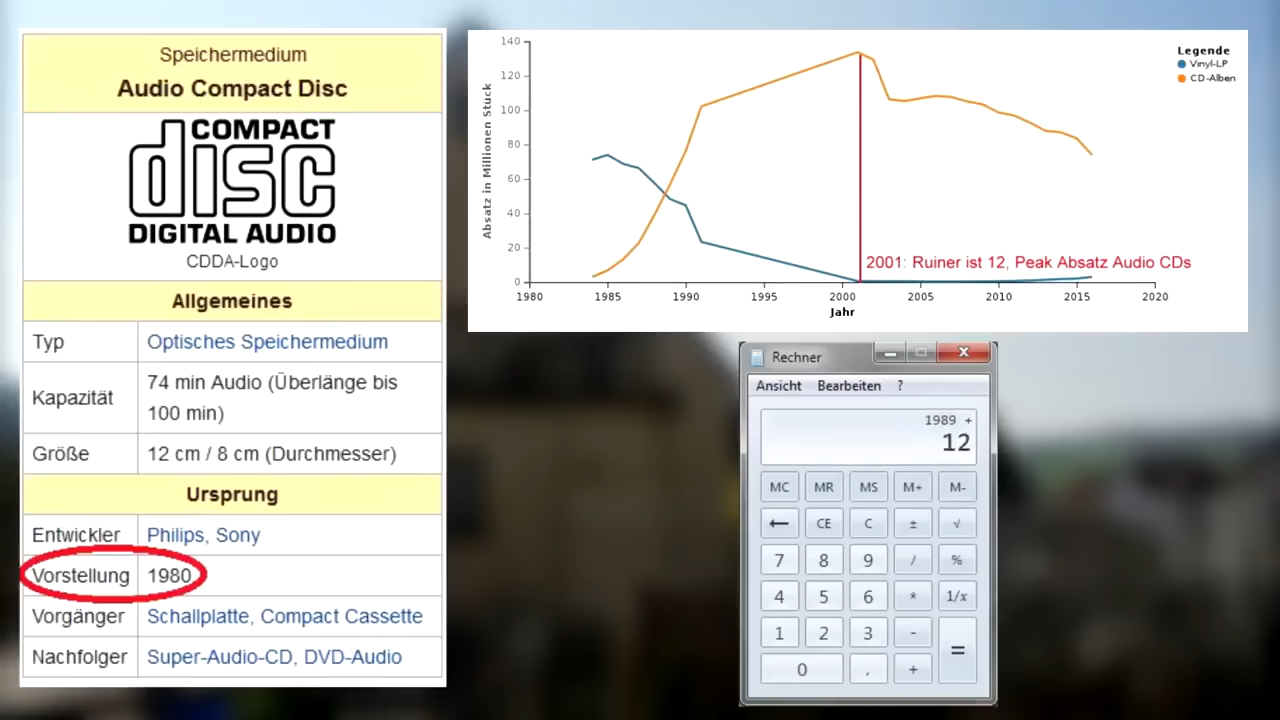 Speichermedium
Audio Compact Disc
COMPACT
disc
DIGITAL AUDIO
CDDA-Logo
Allgemeines
Typ Optisches Speichermedium
Kapazität 74 min Audio (Überlänge bis
100 min)
Größe 12 cm / 8 cm (Durchmesser)
Ursprung
Entwickler Philips, Sony
Vorstellung 1980
Vorgänger Schallplatte, Compact Cassette
Nachfolger Super-Audio-CD, DVD-Audio
Absatz in Millionen Stück
140
120
100
80
60
40
20
0
1980 1985 1990 1995 2000 2005 2010 2015 2020
Jahr
Legende
Vinyl-LP
CD-Alben
2001: Ruiner ist 12, Peak Absatz Audio CDs
Rechner
Ansicht Bearbeiten ?
1989 +
12
MC MR MS M+ M-
← CE C ± √
7 8 9 / %
4 5 6 * 1/x
1 2 3 - =
0 , +